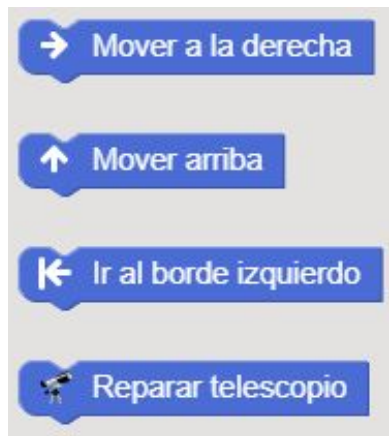 Mover a la derecha
Mover arriba
Ir al borde izquierdo
Reparar telescopio